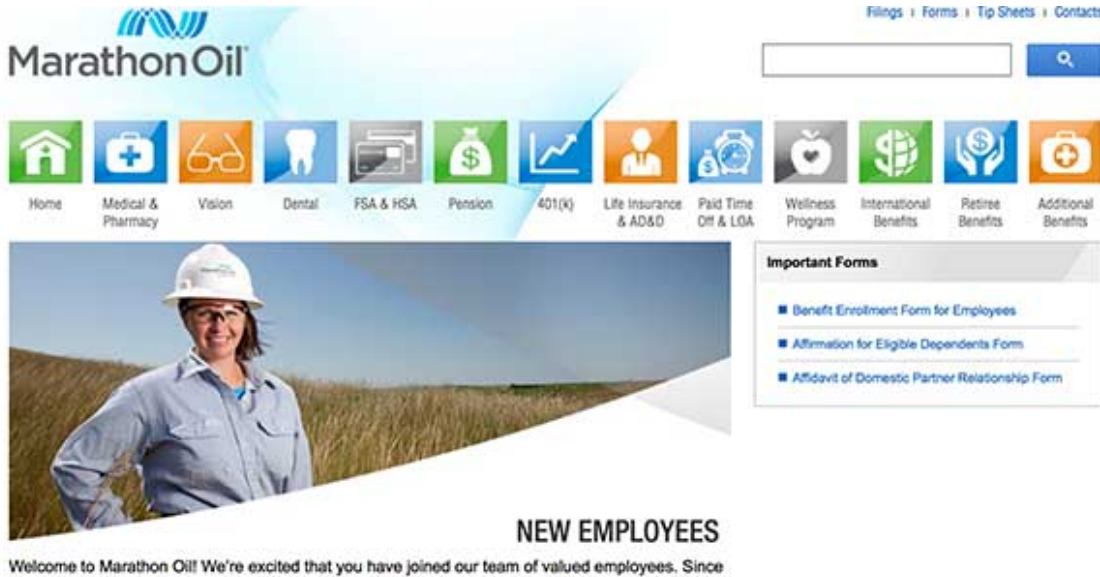 Filings | Forms | Tip Sheets | Contacts
Marathon Oil
Home
Medical &
Pharmacy
Vision
Dental
FSA & HSA
Pension
401(k)
Life Insurance
& AD&D
Paid Time
Off & LOA
Wellness
Program
International
Benefits
Retiree
Benefits
Additional
Benefits
Important Forms
Benefit Enrollment Form for Employees
Affirmation for Eligible Dependents Form
Affidavit of Domestic Partner Relationship Form
NEW EMPLOYEES
Welcome to Marathon Oil! We're excited that you have joined our team of valued employees. Since